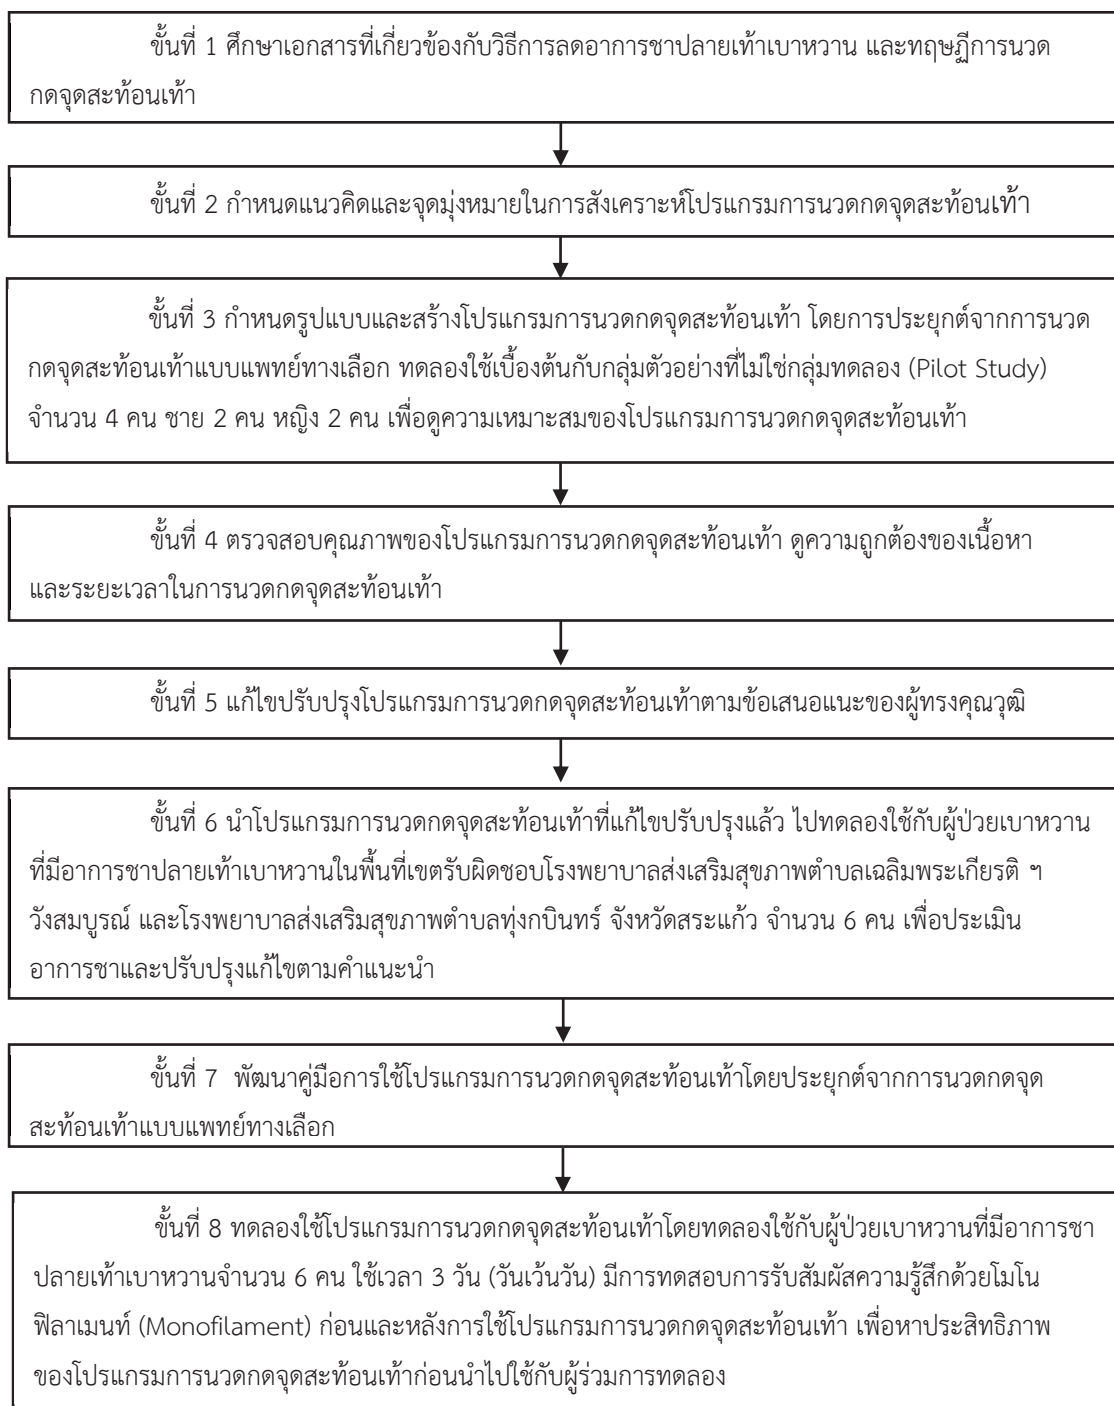 ขั้นที่ 1 ศึกษาเอกสารที่เกี่ยวข้องกับวิธีการลดอาการชาปลายเท้าเบาหวาน และทฤษฎีการนวด
กดจุดสะท้อนเท้า
ขั้นที่ 2 กำหนดแนวคิดและจุดมุ่งหมายในการสังเคราะห์โปรแกรมการนวดกดจุดสะท้อนเท้า
ขั้นที่ 3 กำหนดรูปแบบและสร้างโปรแกรมการนวดกดจุดสะท้อนเท้า โดยการประยุกต์จากการนวด
กดจุดสะท้อนเท้าแบบแพทย์ทางเลือก ทดลองใช้เบื้องต้นกับกลุ่มตัวอย่างที่ไม่ใช่กลุ่มทดลอง (Pilot Study)
จำนวน 4 คน ชาย 2 คน หญิง 2 คน เพื่อดูความเหมาะสมของโปรแกรมการนวดกดจุดสะท้อนเท้า
ขั้นที่ 4 ตรวจสอบคุณภาพของโปรแกรมการนวดกดจุดสะท้อนเท้า ดูความถูกต้องของเนื้อหา
และระยะเวลาในการนวดกดจุดสะท้อนเท้า
ขั้นที่ 5 แก้ไขปรับปรุงโปรแกรมการนวดกดจุดสะท้อนเท้าตามข้อเสนอแนะของผู้ทรงคุณวุฒิ
ขั้นที่ 6 นำโปรแกรมการนวดกดจุดสะท้อนเท้าที่แก้ไขปรับปรุงแล้ว ไปทดลองใช้กับผู้ป่วยเบาหวาน
ที่มีอาการชาปลายเท้าเบาหวานในพื้นที่เขตรับผิดชอบโรงพยาบาลส่งเสริมสุขภาพตำบลเฉลิมพระเกียรติ ฯ
วังสมบูรณ์ และโรงพยาบาลส่งเสริมสุขภาพตำบลทุ่งกบินทร์ จังหวัดสระแก้ว จำนวน 6 คน เพื่อประเมิน
อาการชาและปรับปรุงแก้ไขตามคำแนะนำ
ขั้นที่ 7 พัฒนาคู่มือการใช้โปรแกรมการนวดกดจุดสะท้อนเท้าโดยประยุกต์จากการนวดกดจุด
สะท้อนเท้าแบบแพทย์ทางเลือก
ขั้นที่ 8 ทดลองใช้โปรแกรมการนวดกดจุดสะท้อนเท้าโดยทดลองใช้กับผู้ป่วยเบาหวานที่มีอาการชา
ปลายเท้าเบาหวานจำนวน 6 คน ใช้เวลา 3 วัน (วันเว้นวัน) มีการทดสอบการรับสัมผัสความรู้สึกด้วยโมโน
ฟิลาเมนท์ (Monofilament) ก่อนและหลังการใช้โปรแกรมการนวดกดจุดสะท้อนเท้า เพื่อหาประสิทธิภาพ
ของโปรแกรมการนวดกดจุดสะท้อนเท้าก่อนนำไปใช้กับผู้ร่วมการทดลอง